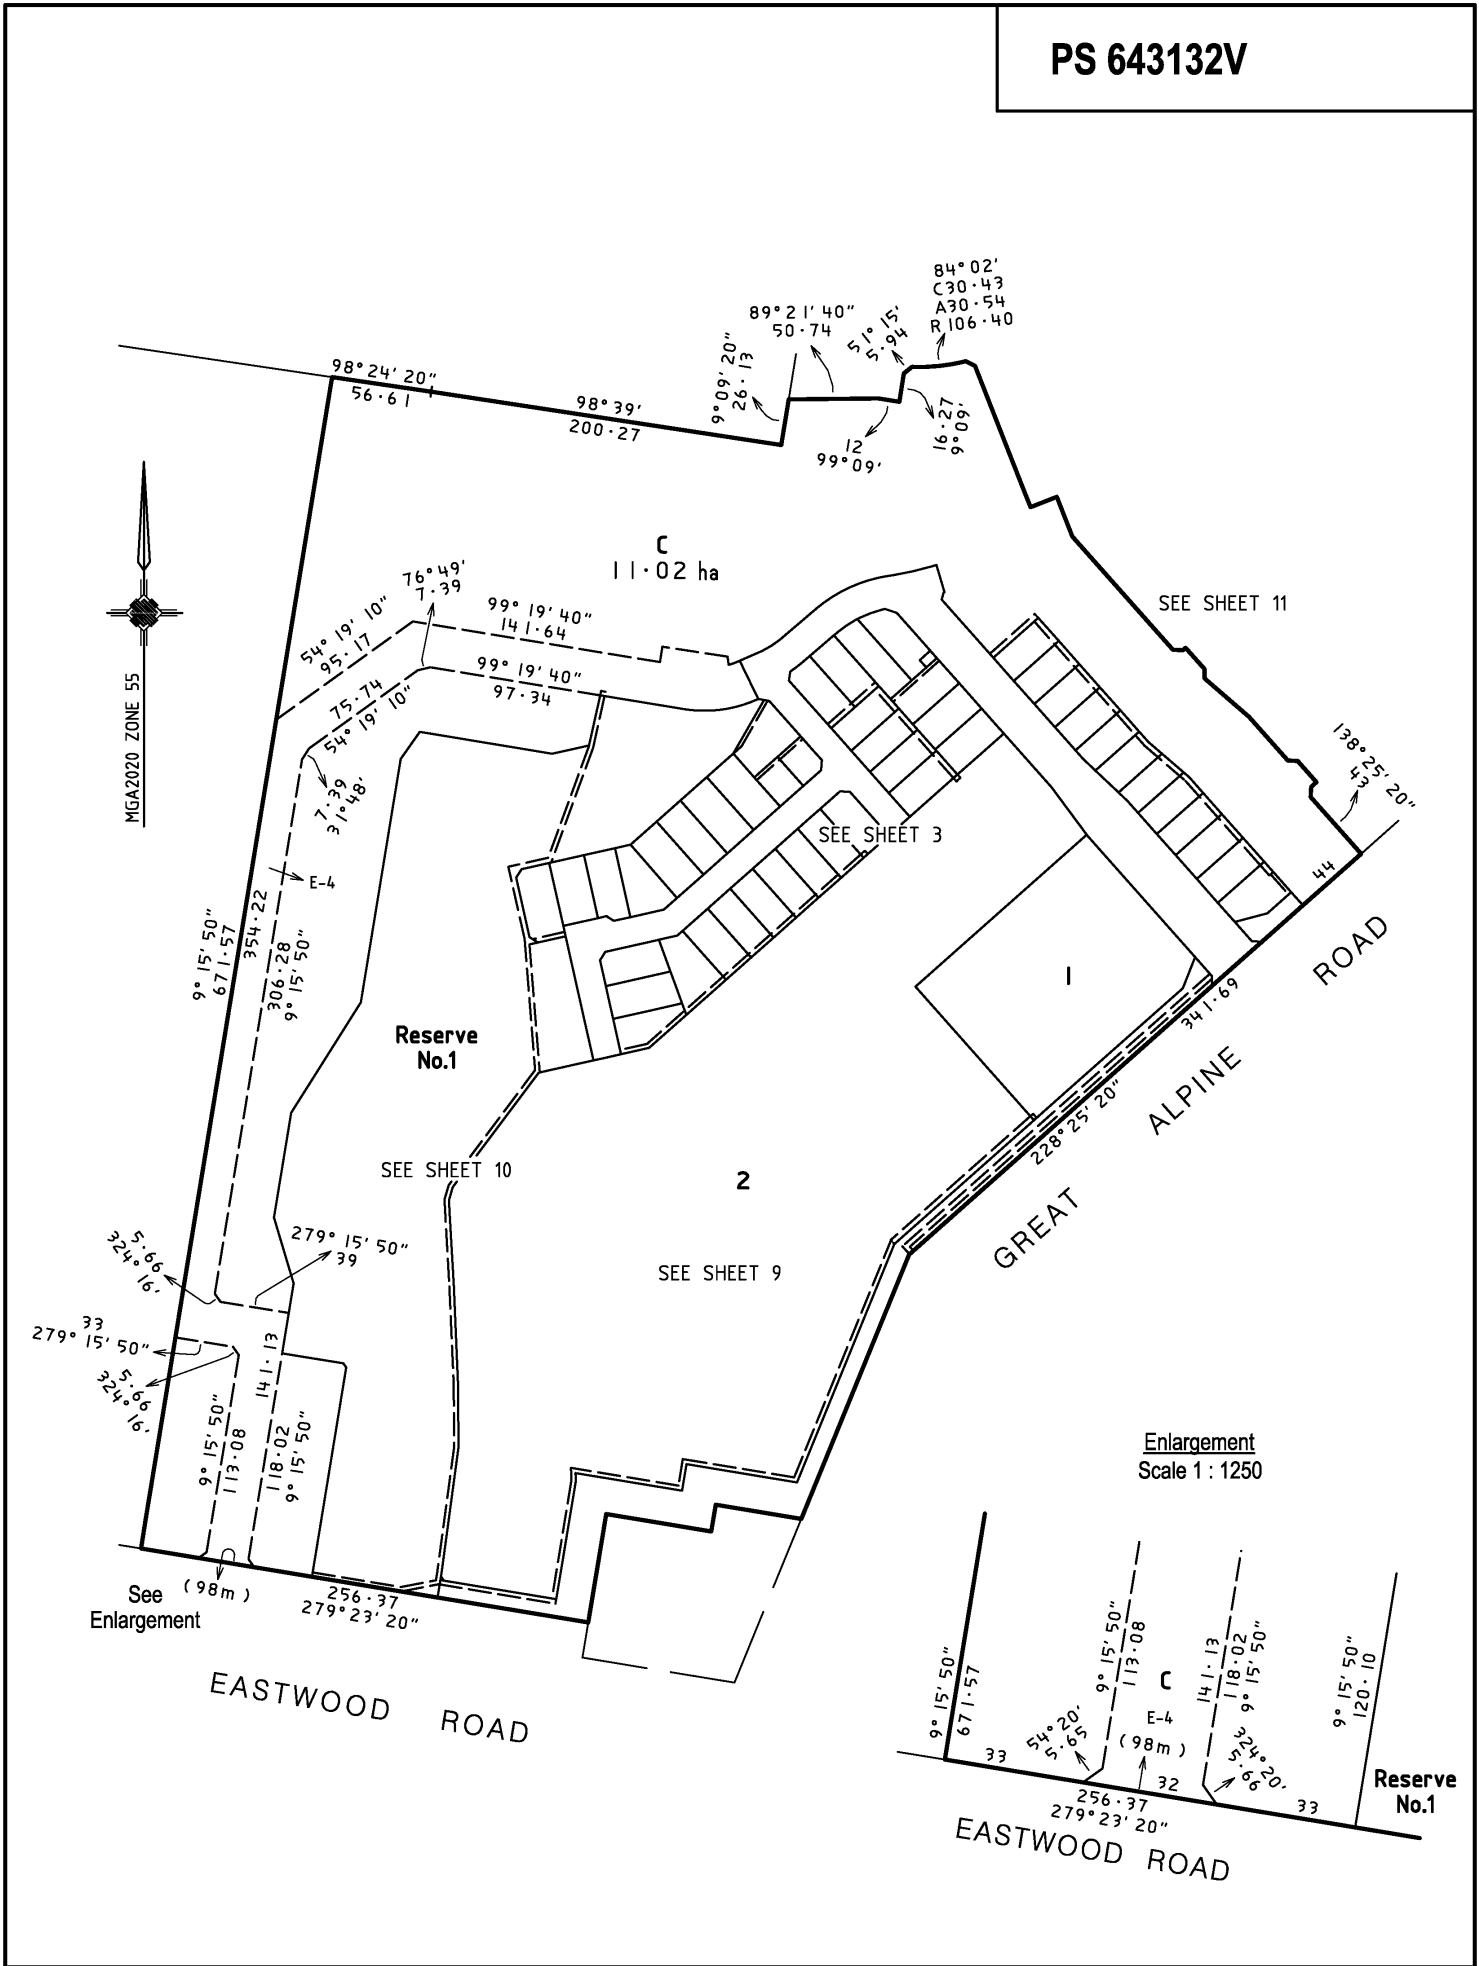 PS 643132V
84° 02'
C30·43
A30·54
R 106·40
89° 21' 40"
50·74
51° 15'
5·94
9° 09' 20"
26·13
98° 24' 20"
56·61
98° 39'
200·27
12
99° 09'
16·27
9° 09'
C
11·02 ha
SEE SHEET 11
MGA2020 ZONE 55
76° 49'
7·39
99° 19' 40"
141·64
54° 19' 10"
95·17
99° 19' 40"
97·34
75·74
54° 19' 10"
7·39
31° 48'
138° 25' 20"
43
SEE SHEET 3
44
E-4
9° 15' 50"
671·57
354·22
306·28
9° 15' 50"
1
341·69
Reserve
No.1
228° 25' 20"
GREAT ALPINE ROAD
SEE SHEET 10
2
SEE SHEET 9
5·66
324° 16'
279° 15' 50"
39
33
279° 15' 50"
5·66
324° 16'
141·13
9° 15' 50"
113·08
118·02
9° 15' 50"
See
Enlargement
(98m)
256·37
279° 23' 20"
EASTWOOD ROAD
Enlargement
Scale 1 : 1250
9° 15' 50"
671·57
9° 15' 50"
113·08
C
E-4
(98m)
141·13
118·02
9° 15' 50"
9° 15' 50"
120·10
54° 20'
5·65
324° 20'
5·66
33
32
33
256·37
279° 23' 20"
Reserve
No.1
EASTWOOD ROAD